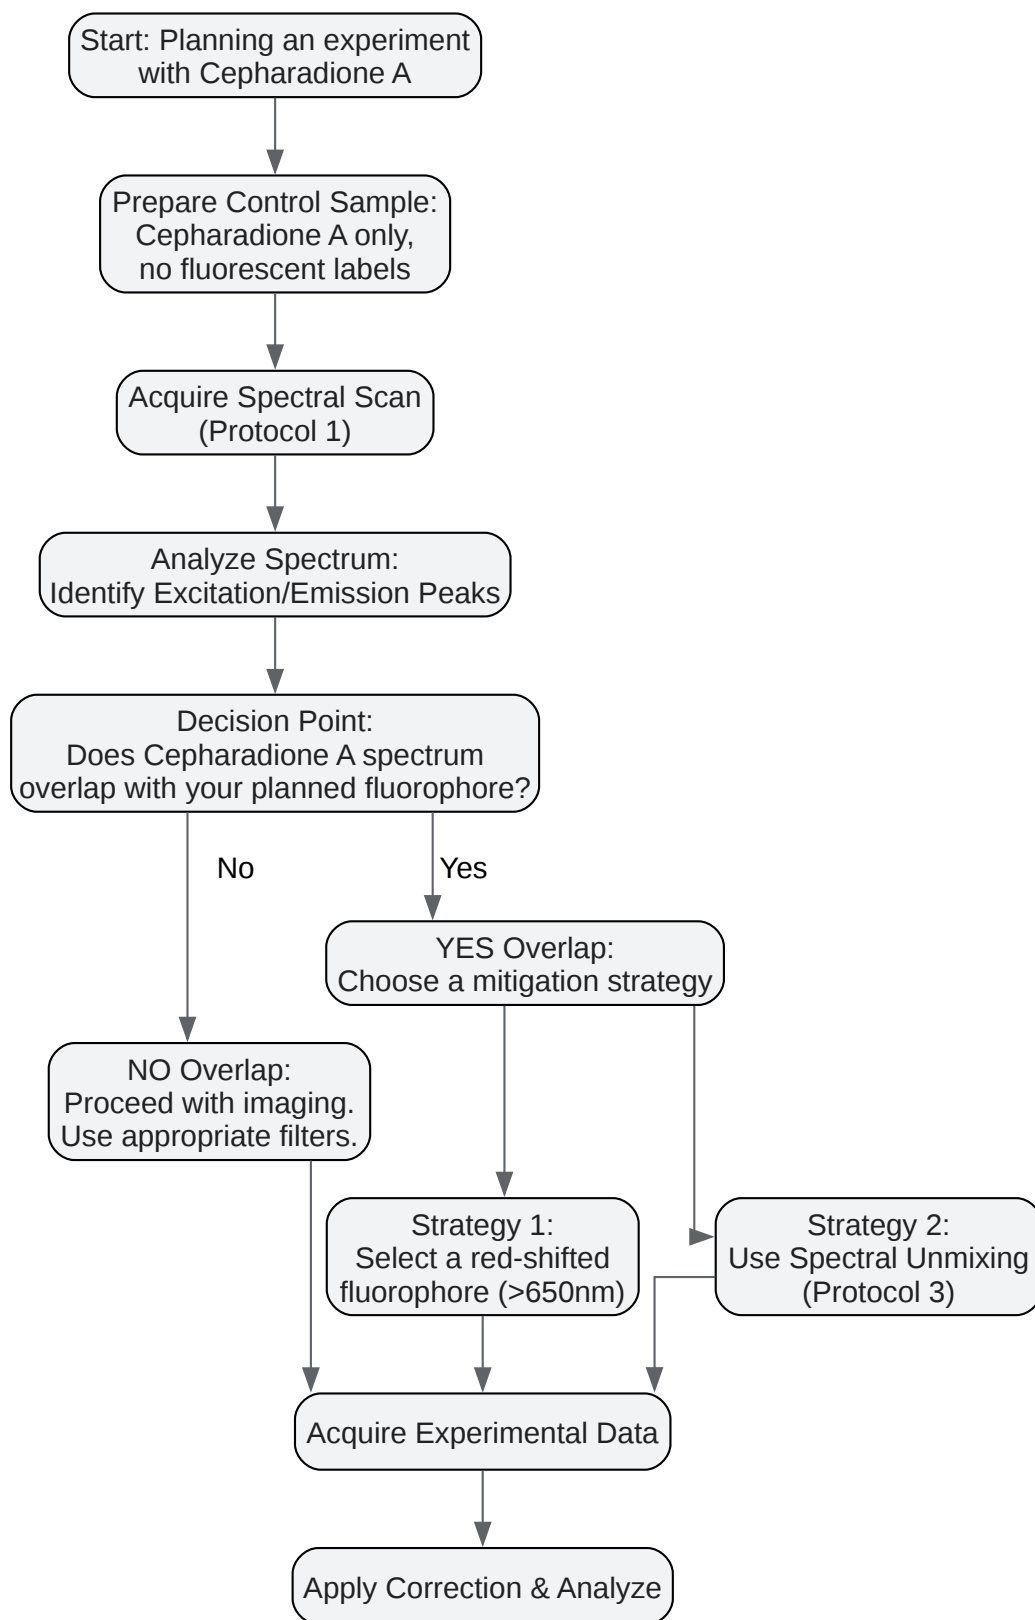 Start: Planning an experiment
with Cepharadione A
Prepare Control Sample:
Cepharadione A only,
no fluorescent labels
Acquire Spectral Scan
(Protocol 1)
Analyze Spectrum:
Identify Excitation/Emission Peaks
Decision Point:
Does Cepharadione A spectrum
overlap with your planned fluorophore?
No
Yes
YES Overlap:
Choose a mitigation strategy
NO Overlap:
Proceed with imaging.
Use appropriate filters.
Strategy 1:
Select a red-shifted
fluorophore (>650nm)
Strategy 2:
Use Spectral Unmixing
(Protocol 3)
Acquire Experimental Data
Apply Correction & Analyze